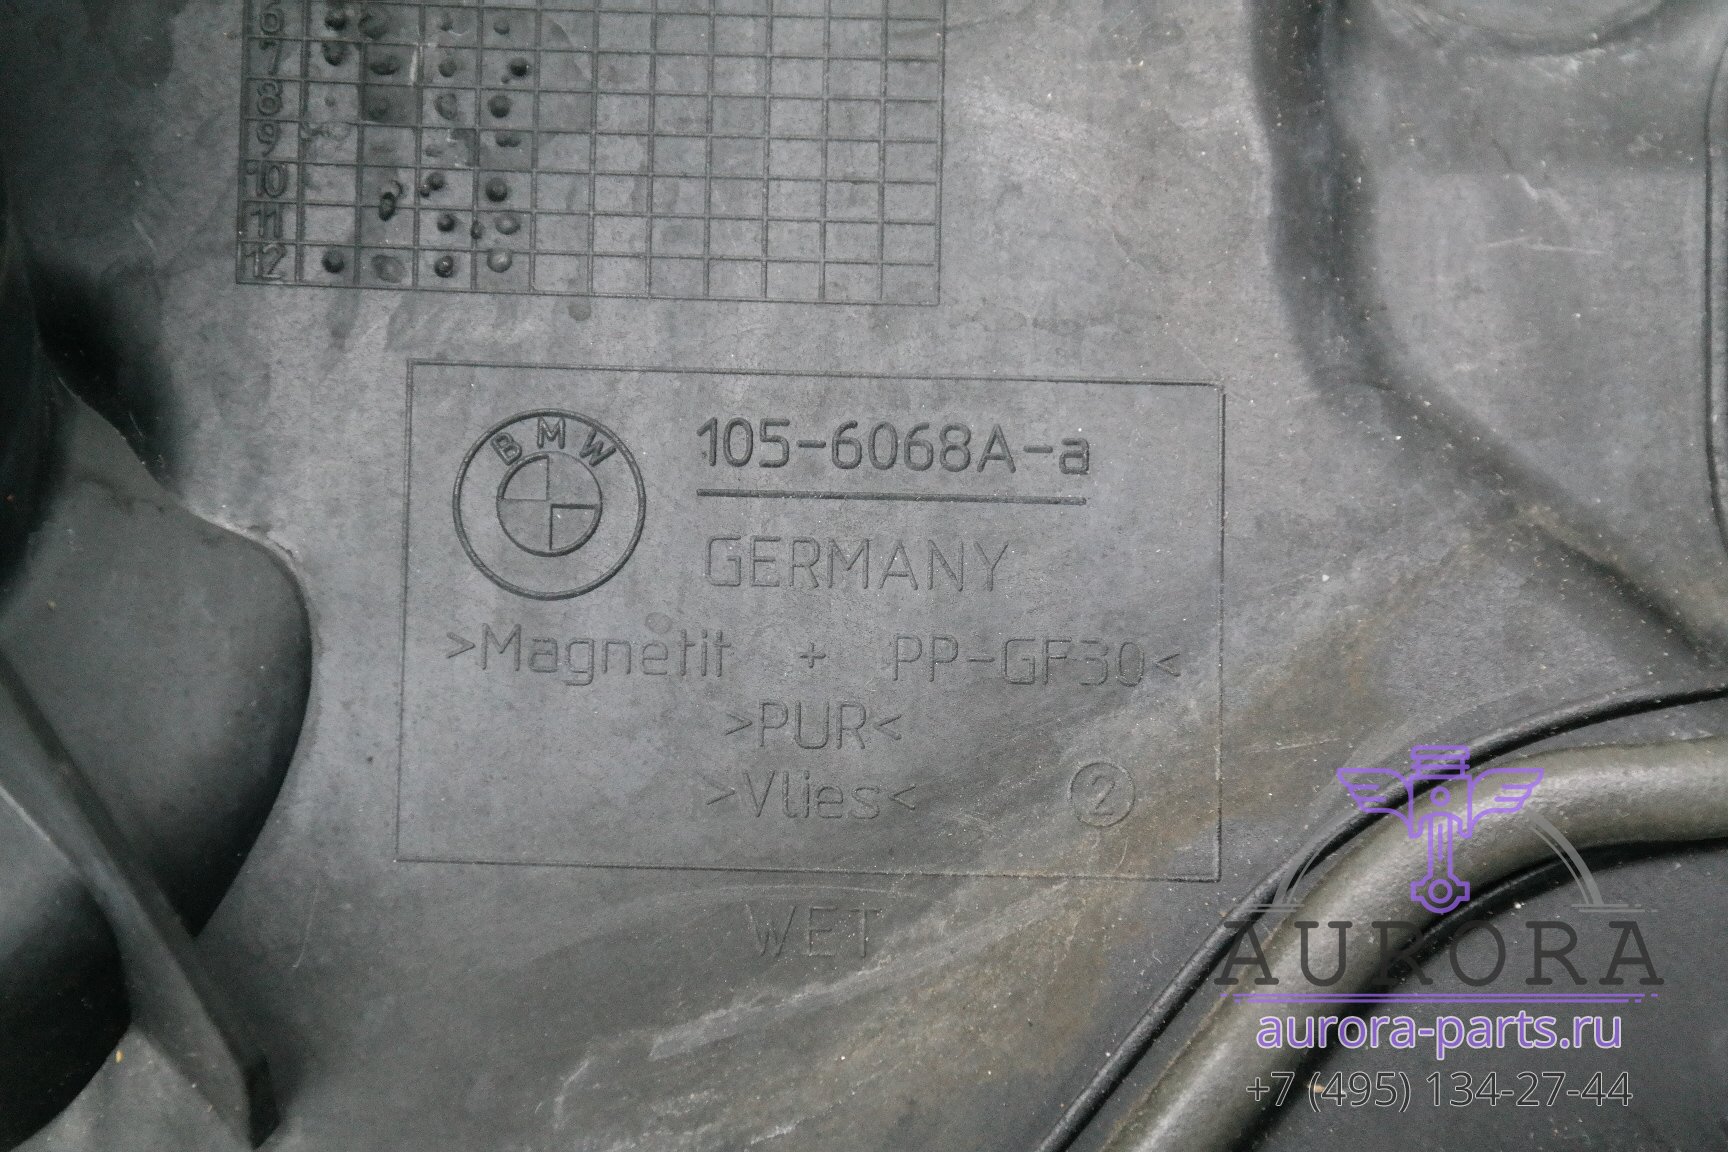 6
7
8
9
10
11
12
BMW
105-6068A-a
GERMANY
>Magnetit + PP-GF30<
>PUR<
>Vlies< 2
WET
AURORA
aurora-parts.ru
+7 (495) 134-27-44